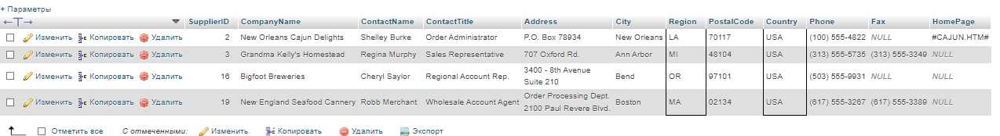 + Параметры
SupplierID CompanyName ContactName ContactTitle Address City Region PostalCode Country Phone Fax HomePage
Изменить Копировать Удалить 2 New Orleans Cajun Delights Shelley Burke Order Administrator P.O. Box 78934 New Orleans LA 70117 USA (100) 555-4822 NULL #CAJUN.HTM#
Изменить Копировать Удалить 3 Grandma Kelly's Homestead Regina Murphy Sales Representative 707 Oxford Rd. Ann Arbor MI 48104 USA (313) 555-5735 (313) 555-3349 NULL
Изменить Копировать Удалить 16 Bigfoot Breweries Cheryl Saylor Regional Account Rep. 3400 - 8th Avenue
Suite 210 Bend OR 97101 USA (503) 555-9931 NULL NULL
Изменить Копировать Удалить 19 New England Seafood Cannery Robb Merchant Wholesale Account Agent Order Processing Dept.
2100 Paul Revere Blvd. Boston MA 02134 USA (617) 555-3267 (617) 555-3389 NULL
Отметить все С отмеченными: Изменить Копировать Удалить Экспорт